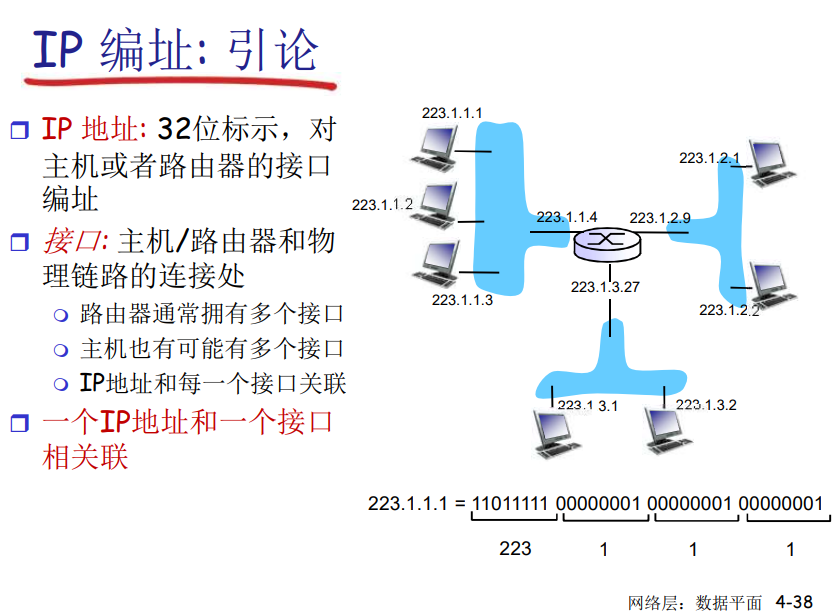 IP 编址: 引论
❒ IP 地址: 32位标示，对
主机或者路由器的接口
编址
❒ 接口: 主机/路由器和物
理链路的连接处
❍ 路由器通常拥有多个接口
❍ 主机也有可能有多个接口
❍ IP地址和每一个接口关联
❒ 一个IP地址和一个接口
相关联
223.1.1.1
223.1.1.2
223.1.1.3
223.1.1.4
223.1.2.9
223.1.2.1
223.1.2.2
223.1.3.27
223.1.3.1
223.1.3.2
223.1.1.1 = 11011111 00000001 00000001 00000001
223 1 1 1
网络层：数据平面 4-38